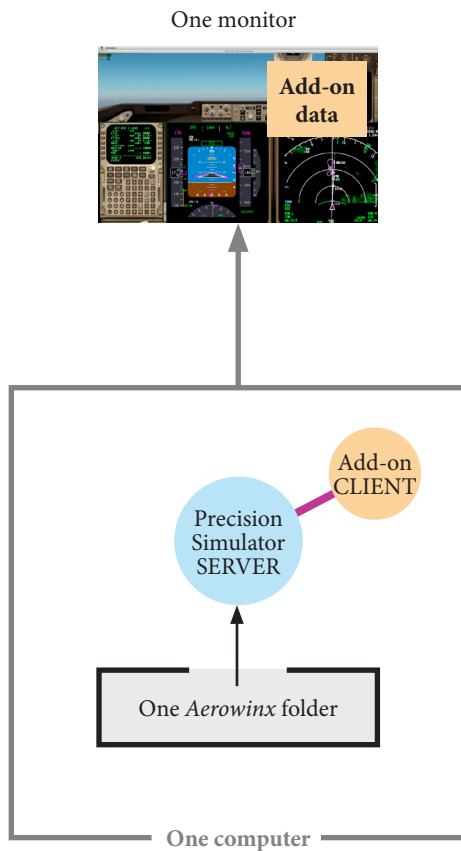 One monitor
Add-on
data
Add-on
CLIENT
Precision
Simulator
SERVER
One Aerowinx folder
One computer